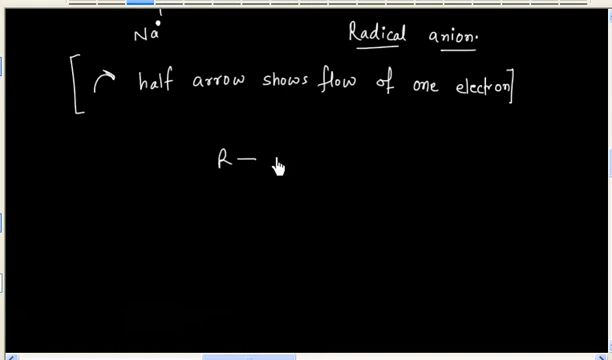 Na Radical anion.
[ half arrow shows flow of one electron]
R —